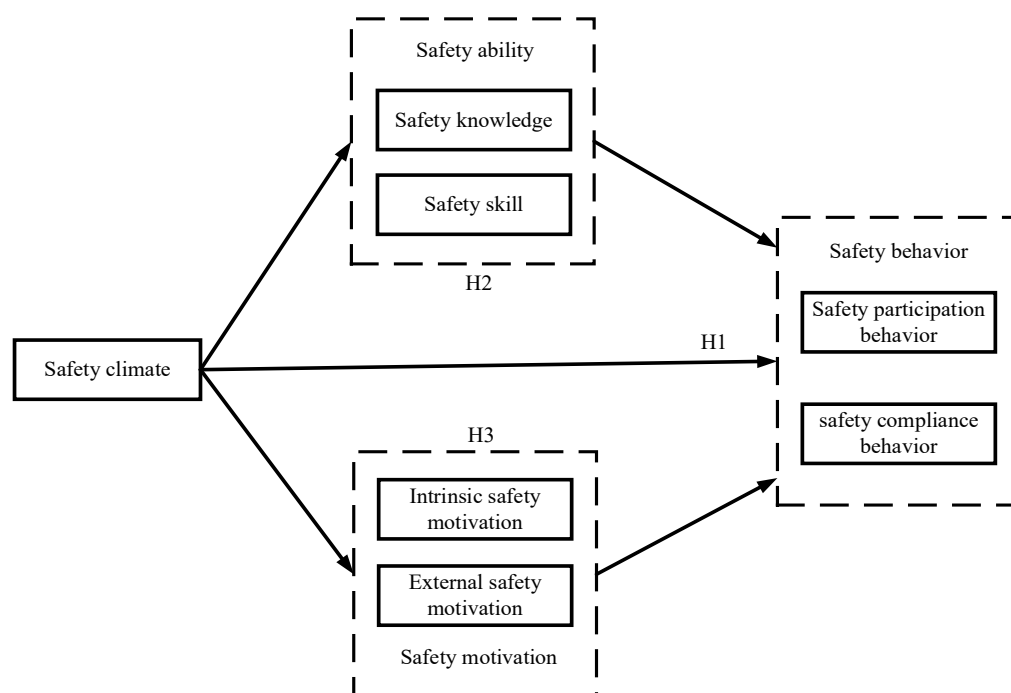 Safety ability
Safety knowledge
Safety skill
H2
Safety behavior
Safety participation
behavior
H1
Safety climate
safety compliance
behavior
H3
Intrinsic safety
motivation
External safety
motivation
Safety motivation